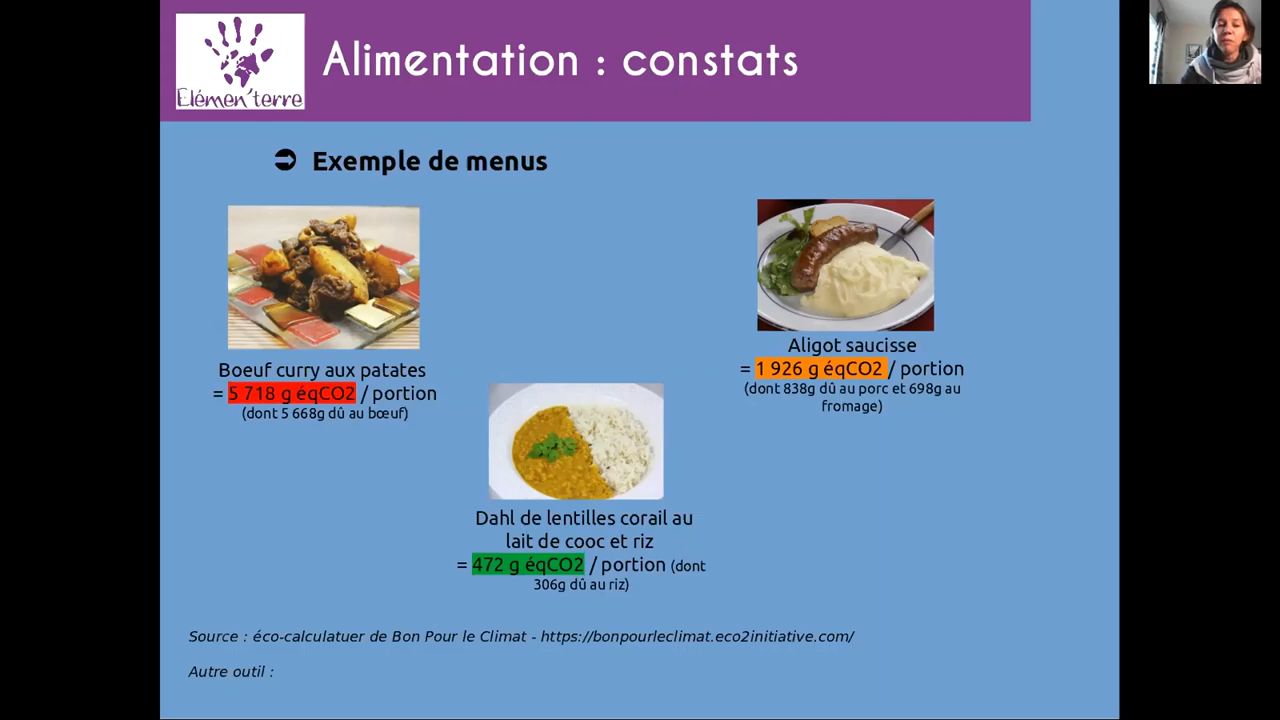 Elémen'terre
Alimentation : constats
➲ Exemple de menus
Boeuf curry aux patates
= 5 718 g éqCO2 / portion
(dont 5 668g dû au bœuf)
Aligot saucisse
= 1 926 g éqCO2 / portion
(dont 838g dû au porc et 698g au
fromage)
Dahl de lentilles corail au
lait de cooc et riz
= 472 g éqCO2 / portion (dont
306g dû au riz)
Source : éco-calculatuer de Bon Pour le Climat - https://bonpourleclimat.eco2initiative.com/
Autre outil :